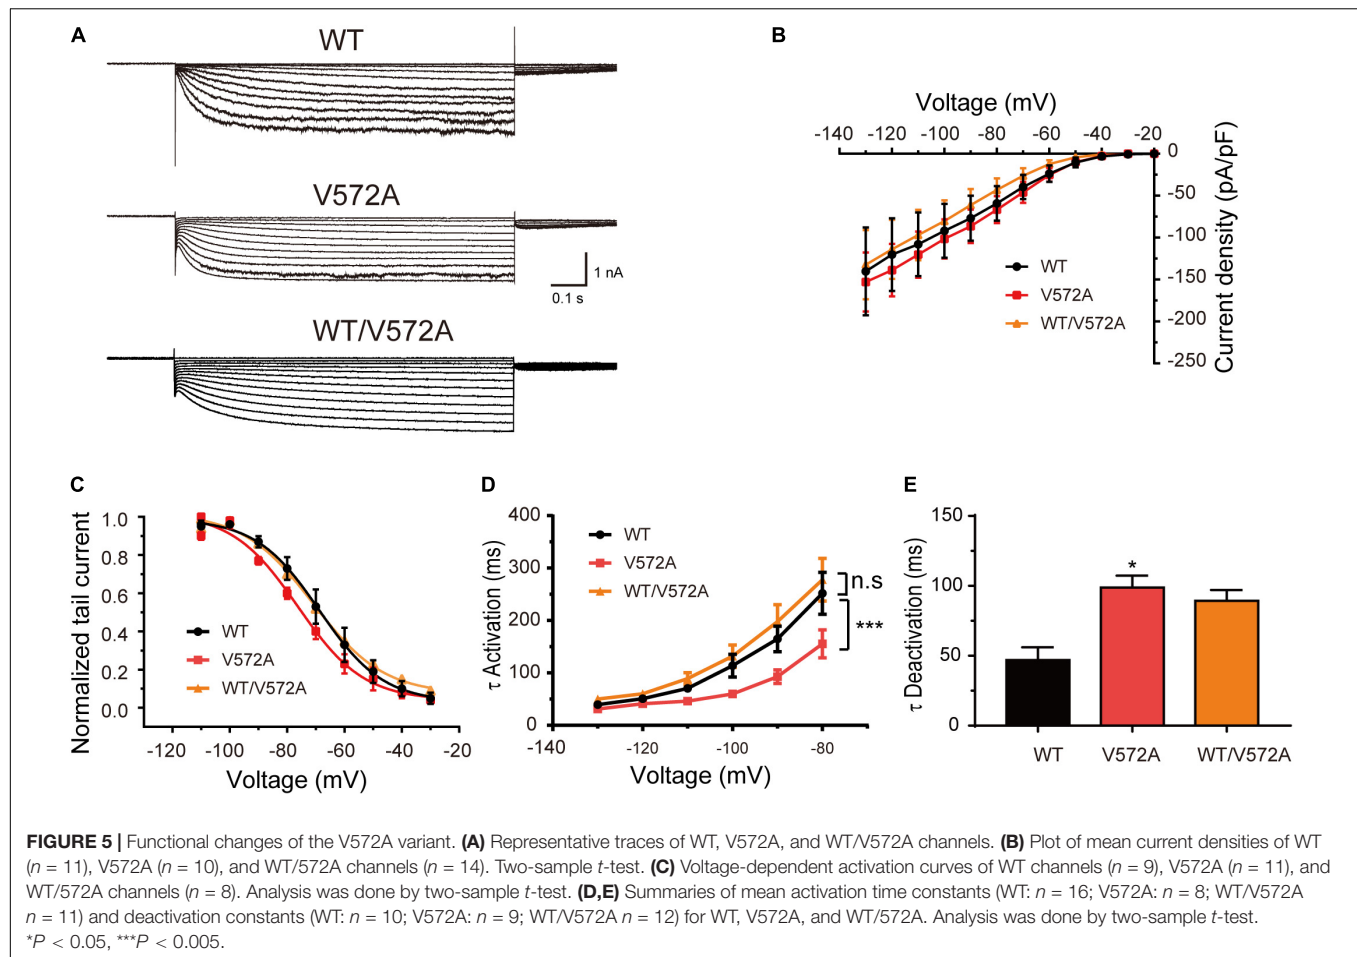 A
WT
V572A
1 nA
0.1 s
WT/V572A
B
Voltage (mV)
-140 -120 -100 -80 -60 -40 -20
0
-50
-100
-150
-200
-250
Current density (pA/pF)
WT
V572A
WT/V572A
C
Normalized tail current
1.0
0.8
0.6
0.4
0.2
0.0
WT
V572A
WT/V572A
-120 -100 -80 -60 -40 -20
Voltage (mV)
D
τ Activation (ms)
400
300
200
100
0
WT
V572A
WT/V572A
n.s
***
-140 -120 -100 -80
Voltage (mV)
E
τ Deactivation (ms)
150
100
50
0
*
WT V572A WT/V572A
FIGURE 5 | Functional changes of the V572A variant. (A) Representative traces of WT, V572A, and WT/V572A channels. (B) Plot of mean current densities of WT
(n = 11), V572A (n = 10), and WT/572A channels (n = 14). Two-sample t-test. (C) Voltage-dependent activation curves of WT channels (n = 9), V572A (n = 11), and
WT/572A channels (n = 8). Analysis was done by two-sample t-test. (D,E) Summaries of mean activation time constants (WT: n = 16; V572A: n = 8; WT/V572A
n = 11) and deactivation constants (WT: n = 10; V572A: n = 9; WT/V572A n = 12) for WT, V572A, and WT/572A. Analysis was done by two-sample t-test.
*P < 0.05, ***P < 0.005.